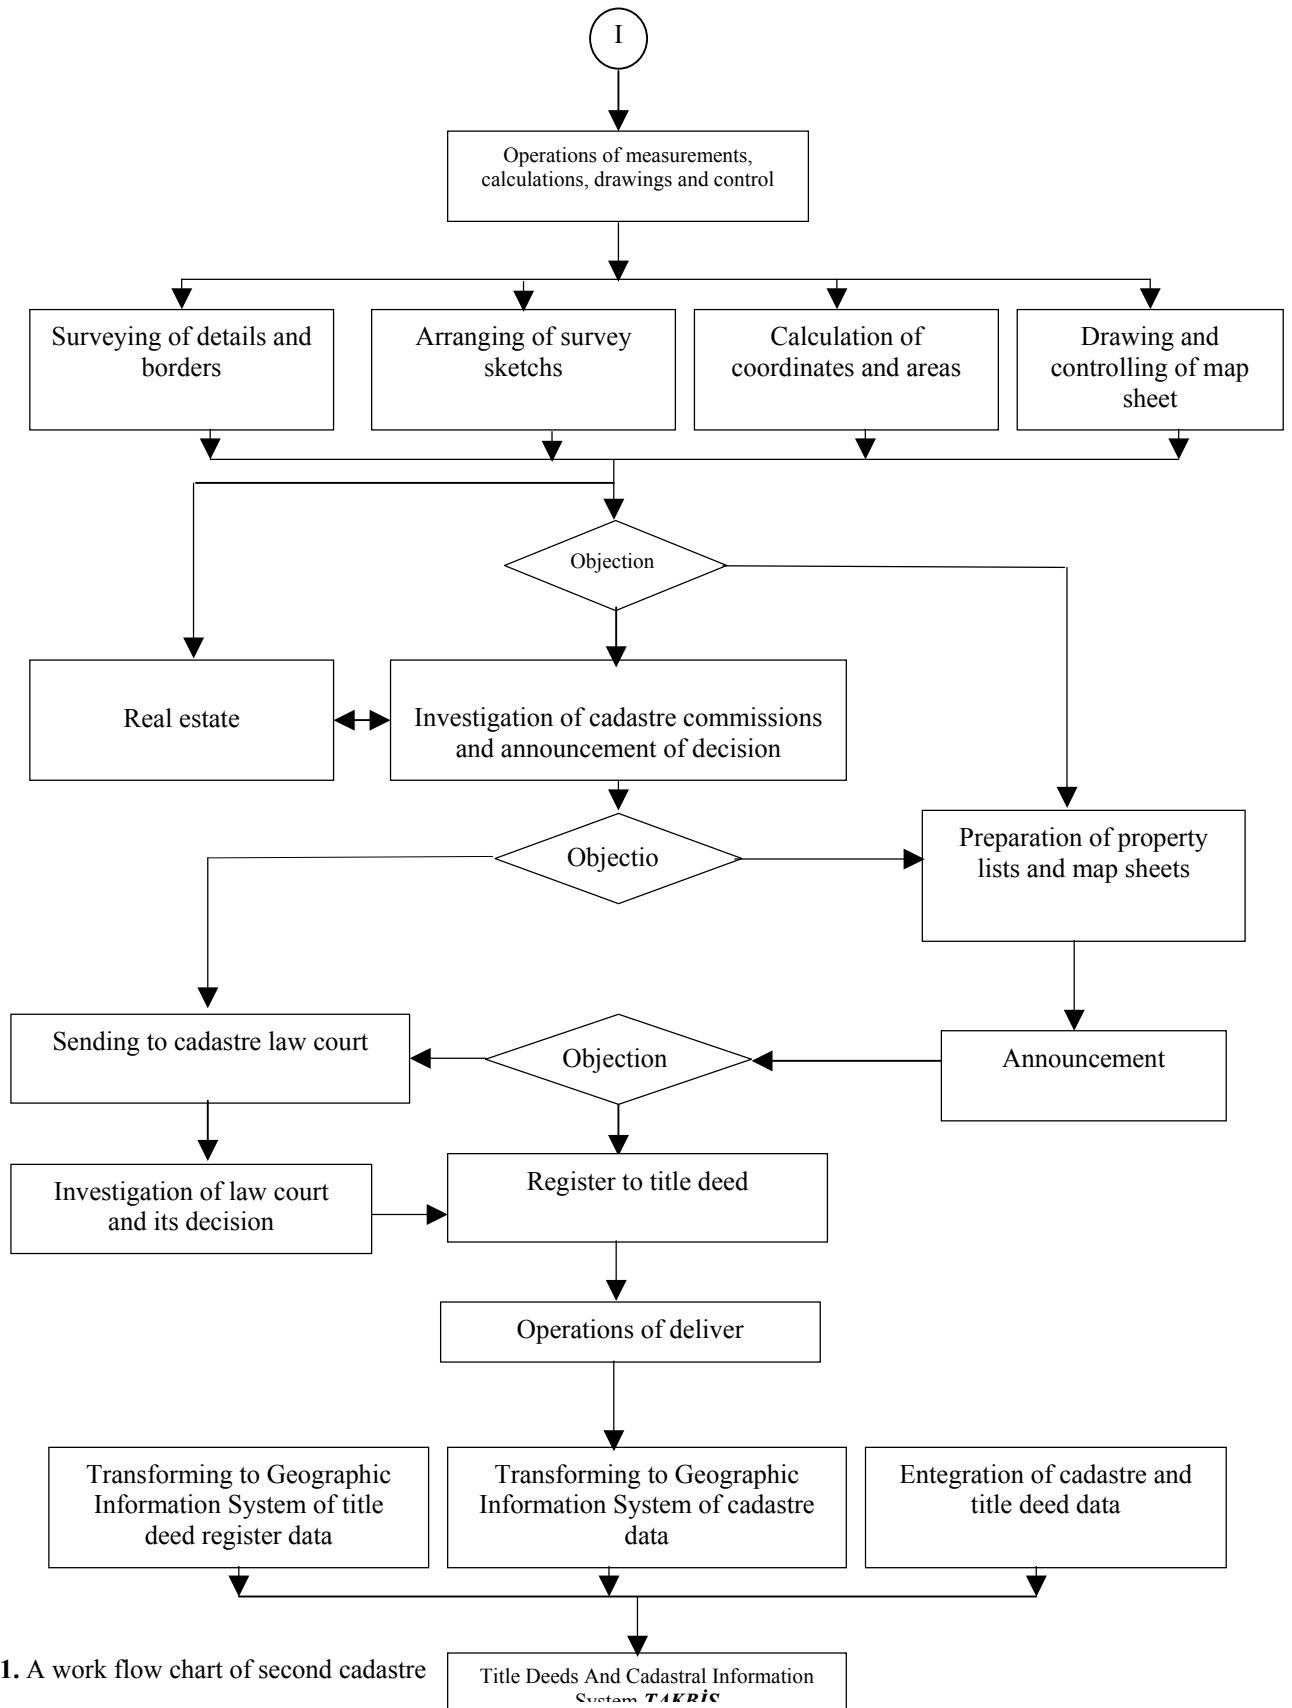 I
Operations of measurements,
calculations, drawings and control
Surveying of details and
borders
Arranging of survey
sketchs
Calculation of
coordinates and areas
Drawing and
controlling of map
sheet
Objection
Real estate
Investigation of cadastre commissions
and announcement of decision
Objectio
Preparation of property
lists and map sheets
Sending to cadastre law court
Objection
Announcement
Investigation of law court
and its decision
Register to title deed
Operations of deliver
Transforming to Geographic
Information System of title
deed register data
Transforming to Geographic
Information System of cadastre
data
Entegration of cadastre and
title deed data
1. A work flow chart of second cadastre
Title Deeds And Cadastral Information
System TAKBİS